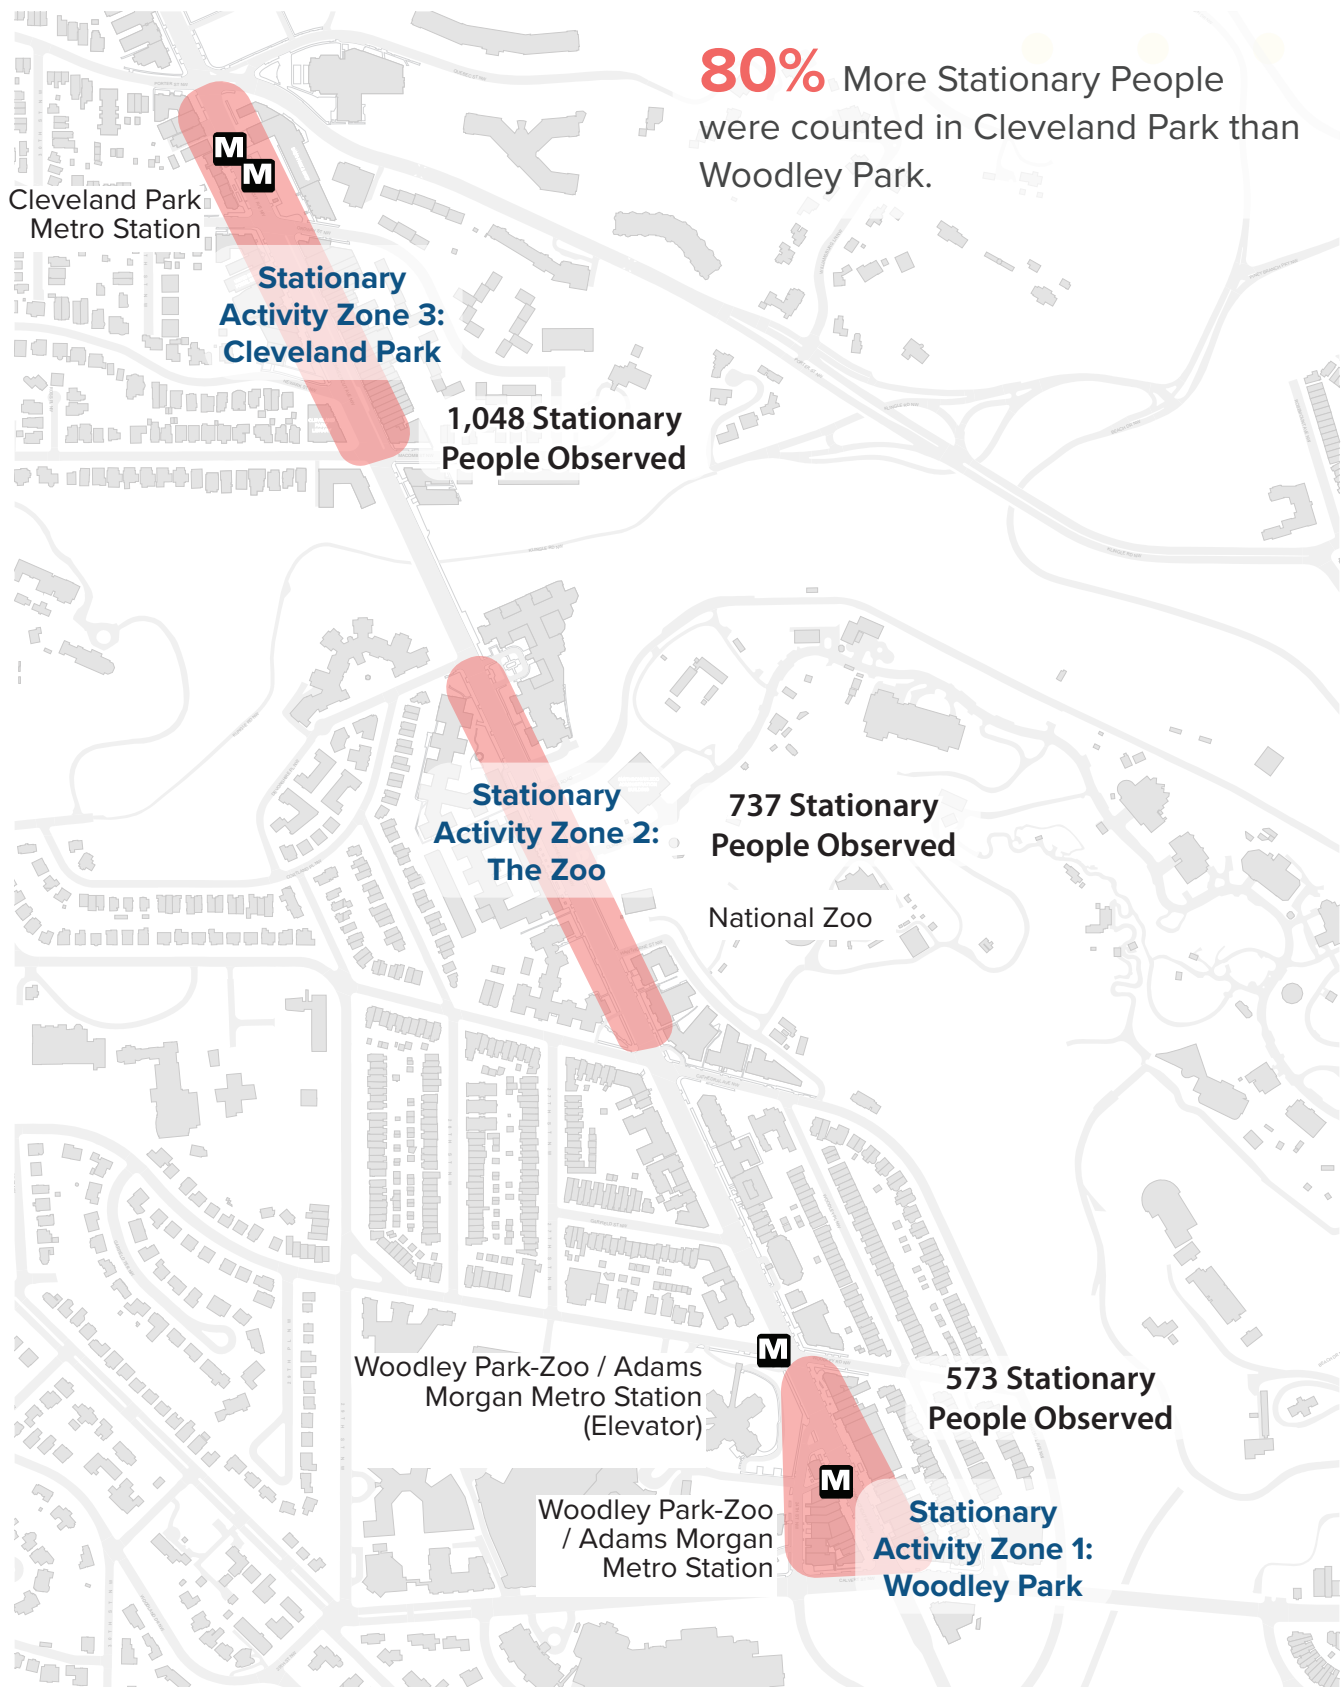 80% More Stationary People
were counted in Cleveland Park than
Woodley Park.
M
M
Cleveland Park
Metro Station
Stationary
Activity Zone 3:
Cleveland Park
1,048 Stationary
People Observed
Stationary
Activity Zone 2:
The Zoo
737 Stationary
People Observed
National Zoo
M
Woodley Park-Zoo / Adams
Morgan Metro Station
(Elevator)
573 Stationary
People Observed
M
Woodley Park-Zoo
/ Adams Morgan
Metro Station
Stationary
Activity Zone 1:
Woodley Park